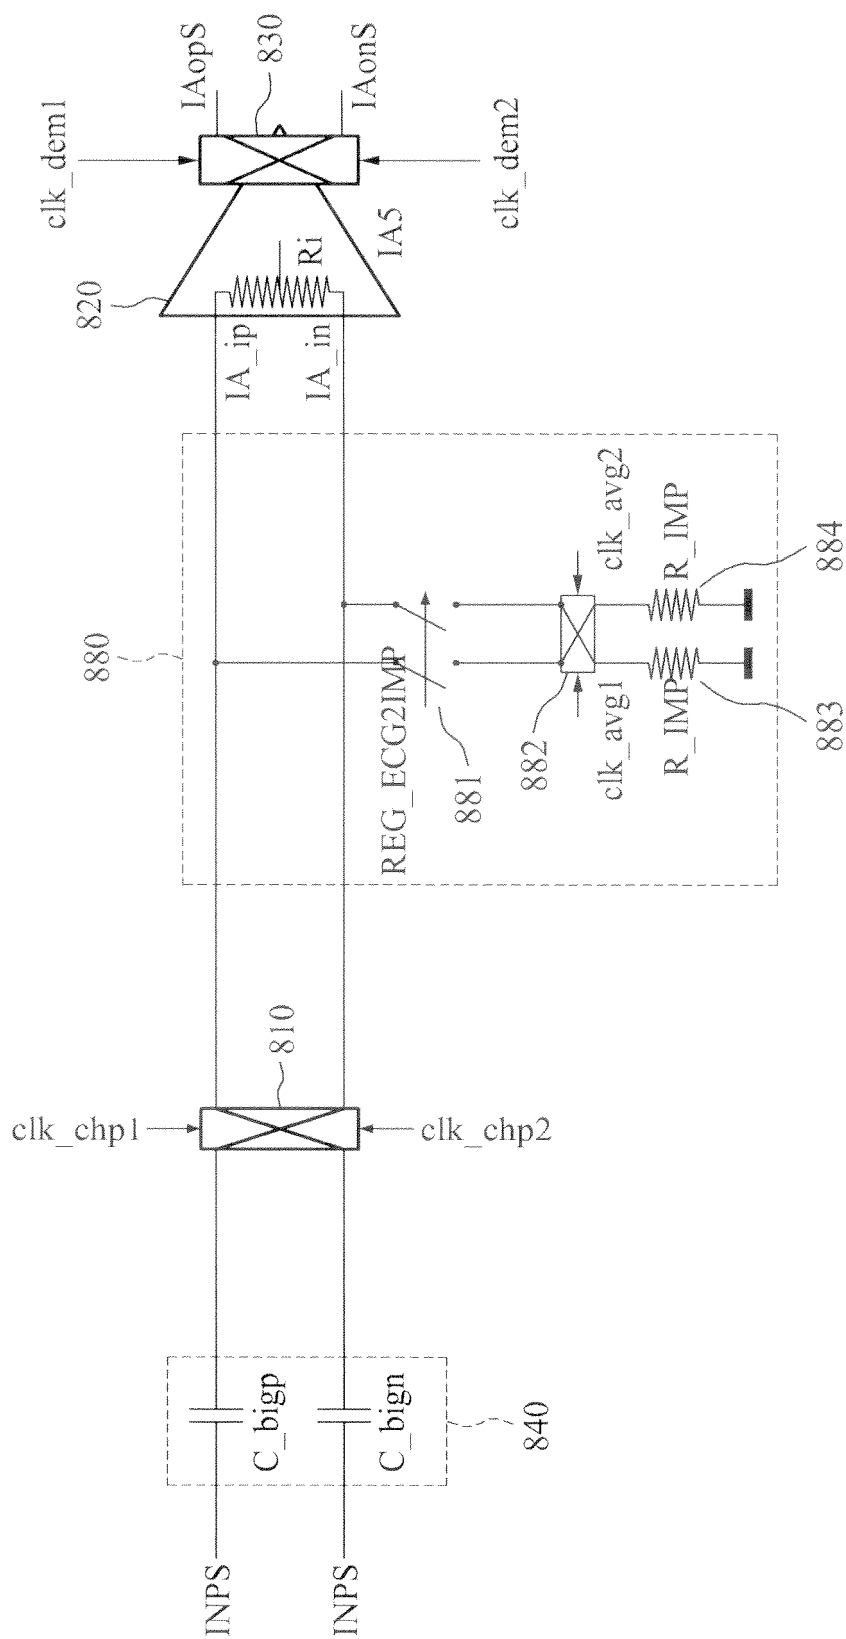 INPS
INPS
C_bigp
C_bign
840
clk_chp1
clk_chp2
810
880
REG_ECG2IMP
881
882
clk_avg1
clk_avg2
R_IMP
R_IMP
883
884
IA_ip
IA_in
820
Ri
IA5
clk_dem1
clk_dem2
830
IAopS
IAonS